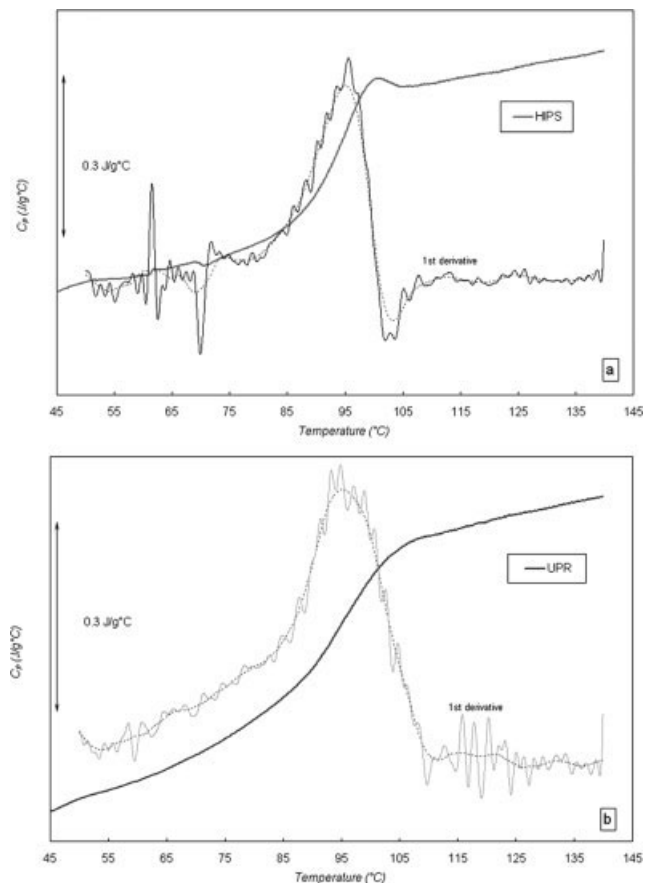 HIPS
0.3 J/g°C
Cp (J/g°C)
1st derivative
a
45 55 65 75 85 95 105 115 125 135 145
Temperature (°C)
UPR
0.3 J/g°C
Cp (J/g°C)
1st derivative
b
45 55 65 75 85 95 105 115 125 135 145
Temperature (°C)